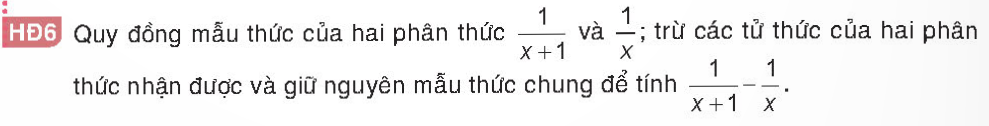 HĐ6 Quy đồng mẫu thức của hai phân thức 1/(x+1) và 1/x; trừ các tử thức của hai phân
thức nhận được và giữ nguyên mẫu thức chung để tính 1/(x+1) − 1/x.